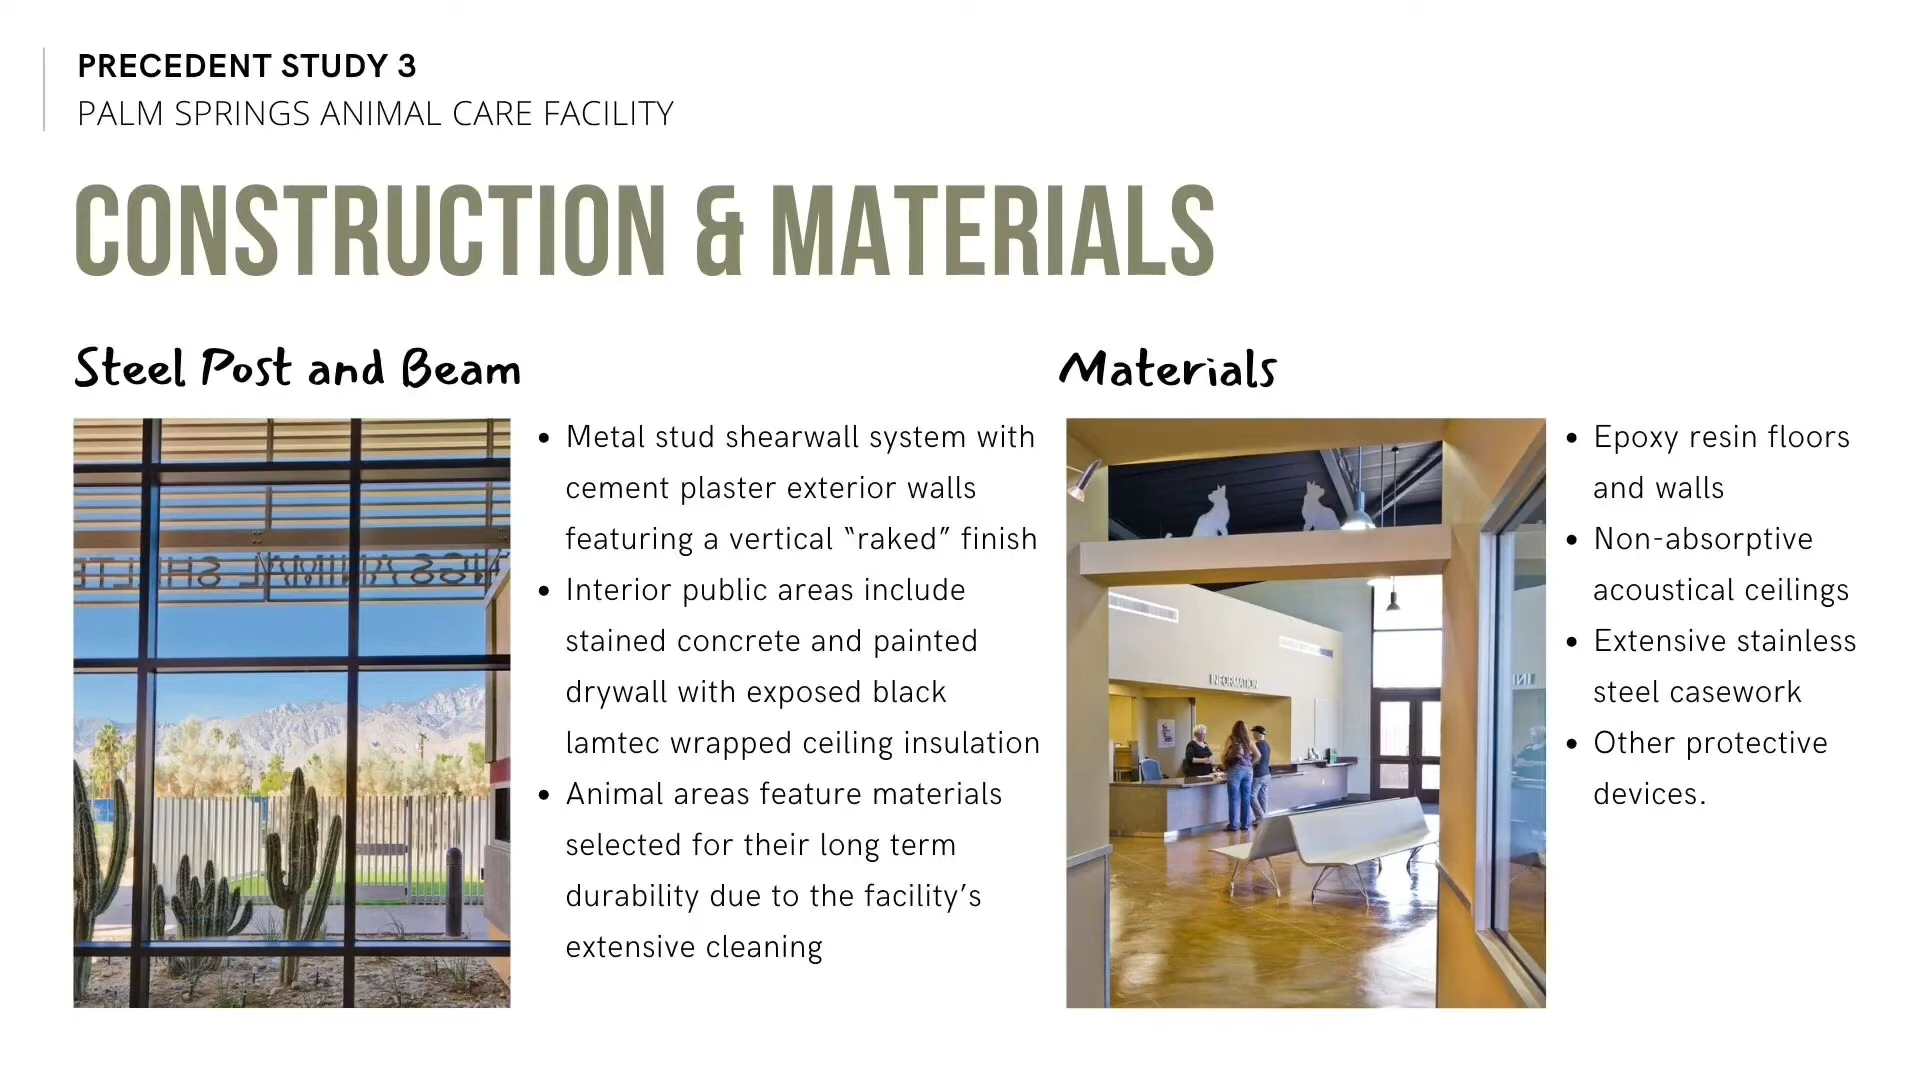 PRECEDENT STUDY 3
PALM SPRINGS ANIMAL CARE FACILITY
CONSTRUCTION & MATERIALS
Steel Post and Beam
• Metal stud shearwall system with
cement plaster exterior walls
featuring a vertical “raked” finish
• Interior public areas include
stained concrete and painted
drywall with exposed black
lamtec wrapped ceiling insulation
• Animal areas feature materials
selected for their long term
durability due to the facility’s
extensive cleaning
Materials
INFORMATION
• Epoxy resin floors
and walls
• Non-absorptive
acoustical ceilings
• Extensive stainless
steel casework
• Other protective
devices.